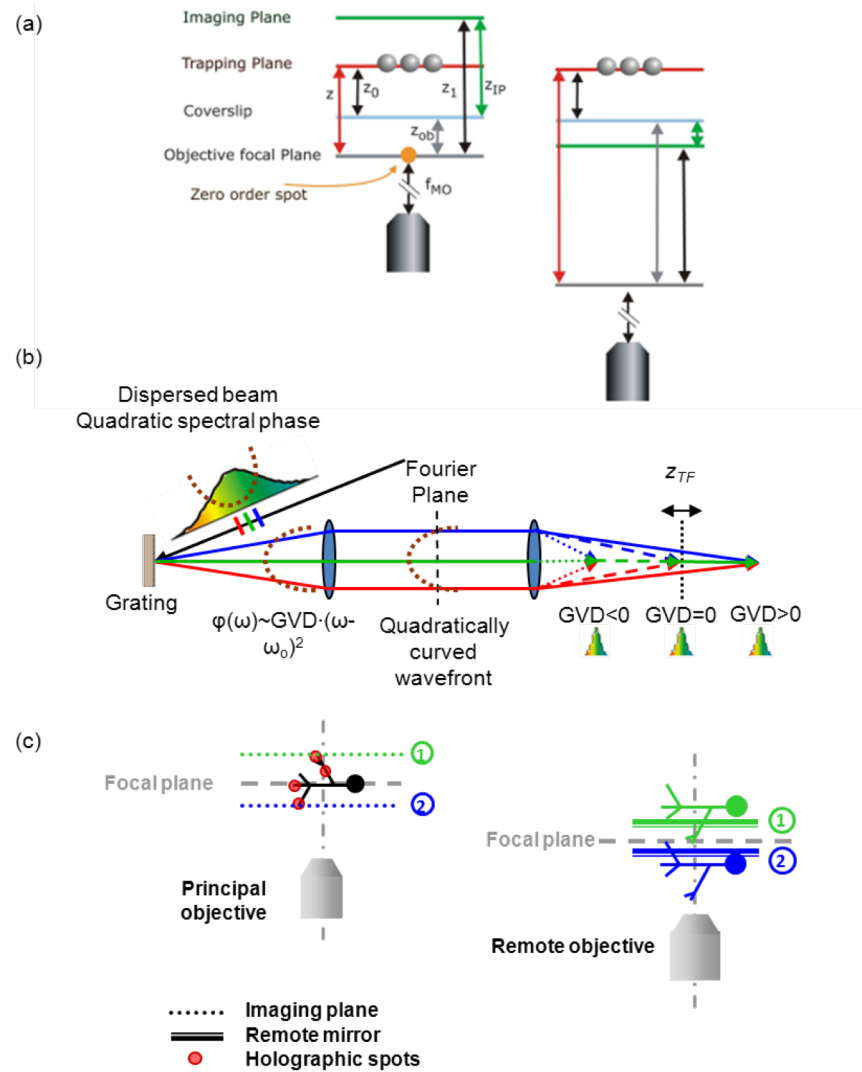 (a)
Imaging Plane
Trapping Plane
z
z0
z1
zIP
Coverslip
zob
Objective focal Plane
Zero order spot
fMO
(b)
Dispersed beam
Quadratic spectral phase
Fourier
Plane
zTF
Grating
φ(ω)~GVD·(ω-
ωo)2
Quadratically
curved
wavefront
GVD<0 GVD=0 GVD>0
(c)
1
Focal plane
2
Principal
objective
1
Focal plane
2
Remote objective
Imaging plane
Remote mirror
Holographic spots